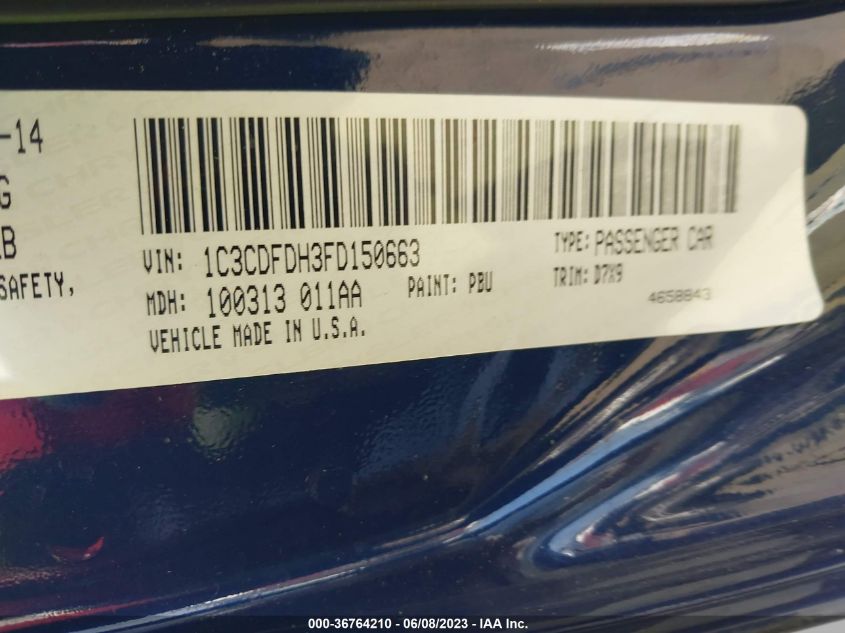 -14
G
AB
SAFETY,
VIN: 1C3CDFDH3FD150663
TYPE: PASSENGER CAR
MDH: 100313 011AA
PAINT: PBU
TRIM: D7X9
VEHICLE MADE IN U.S.A.
4658843
000-36764210 - 06/08/2023 - IAA Inc.